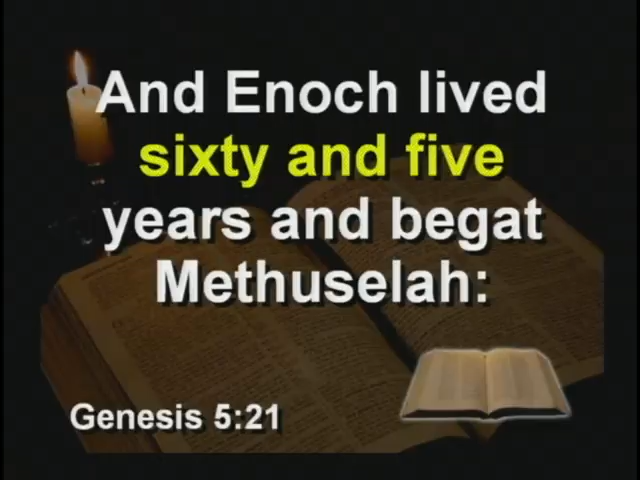 And Enoch lived
sixty and five
years and begat
Methuselah:
Genesis 5:21